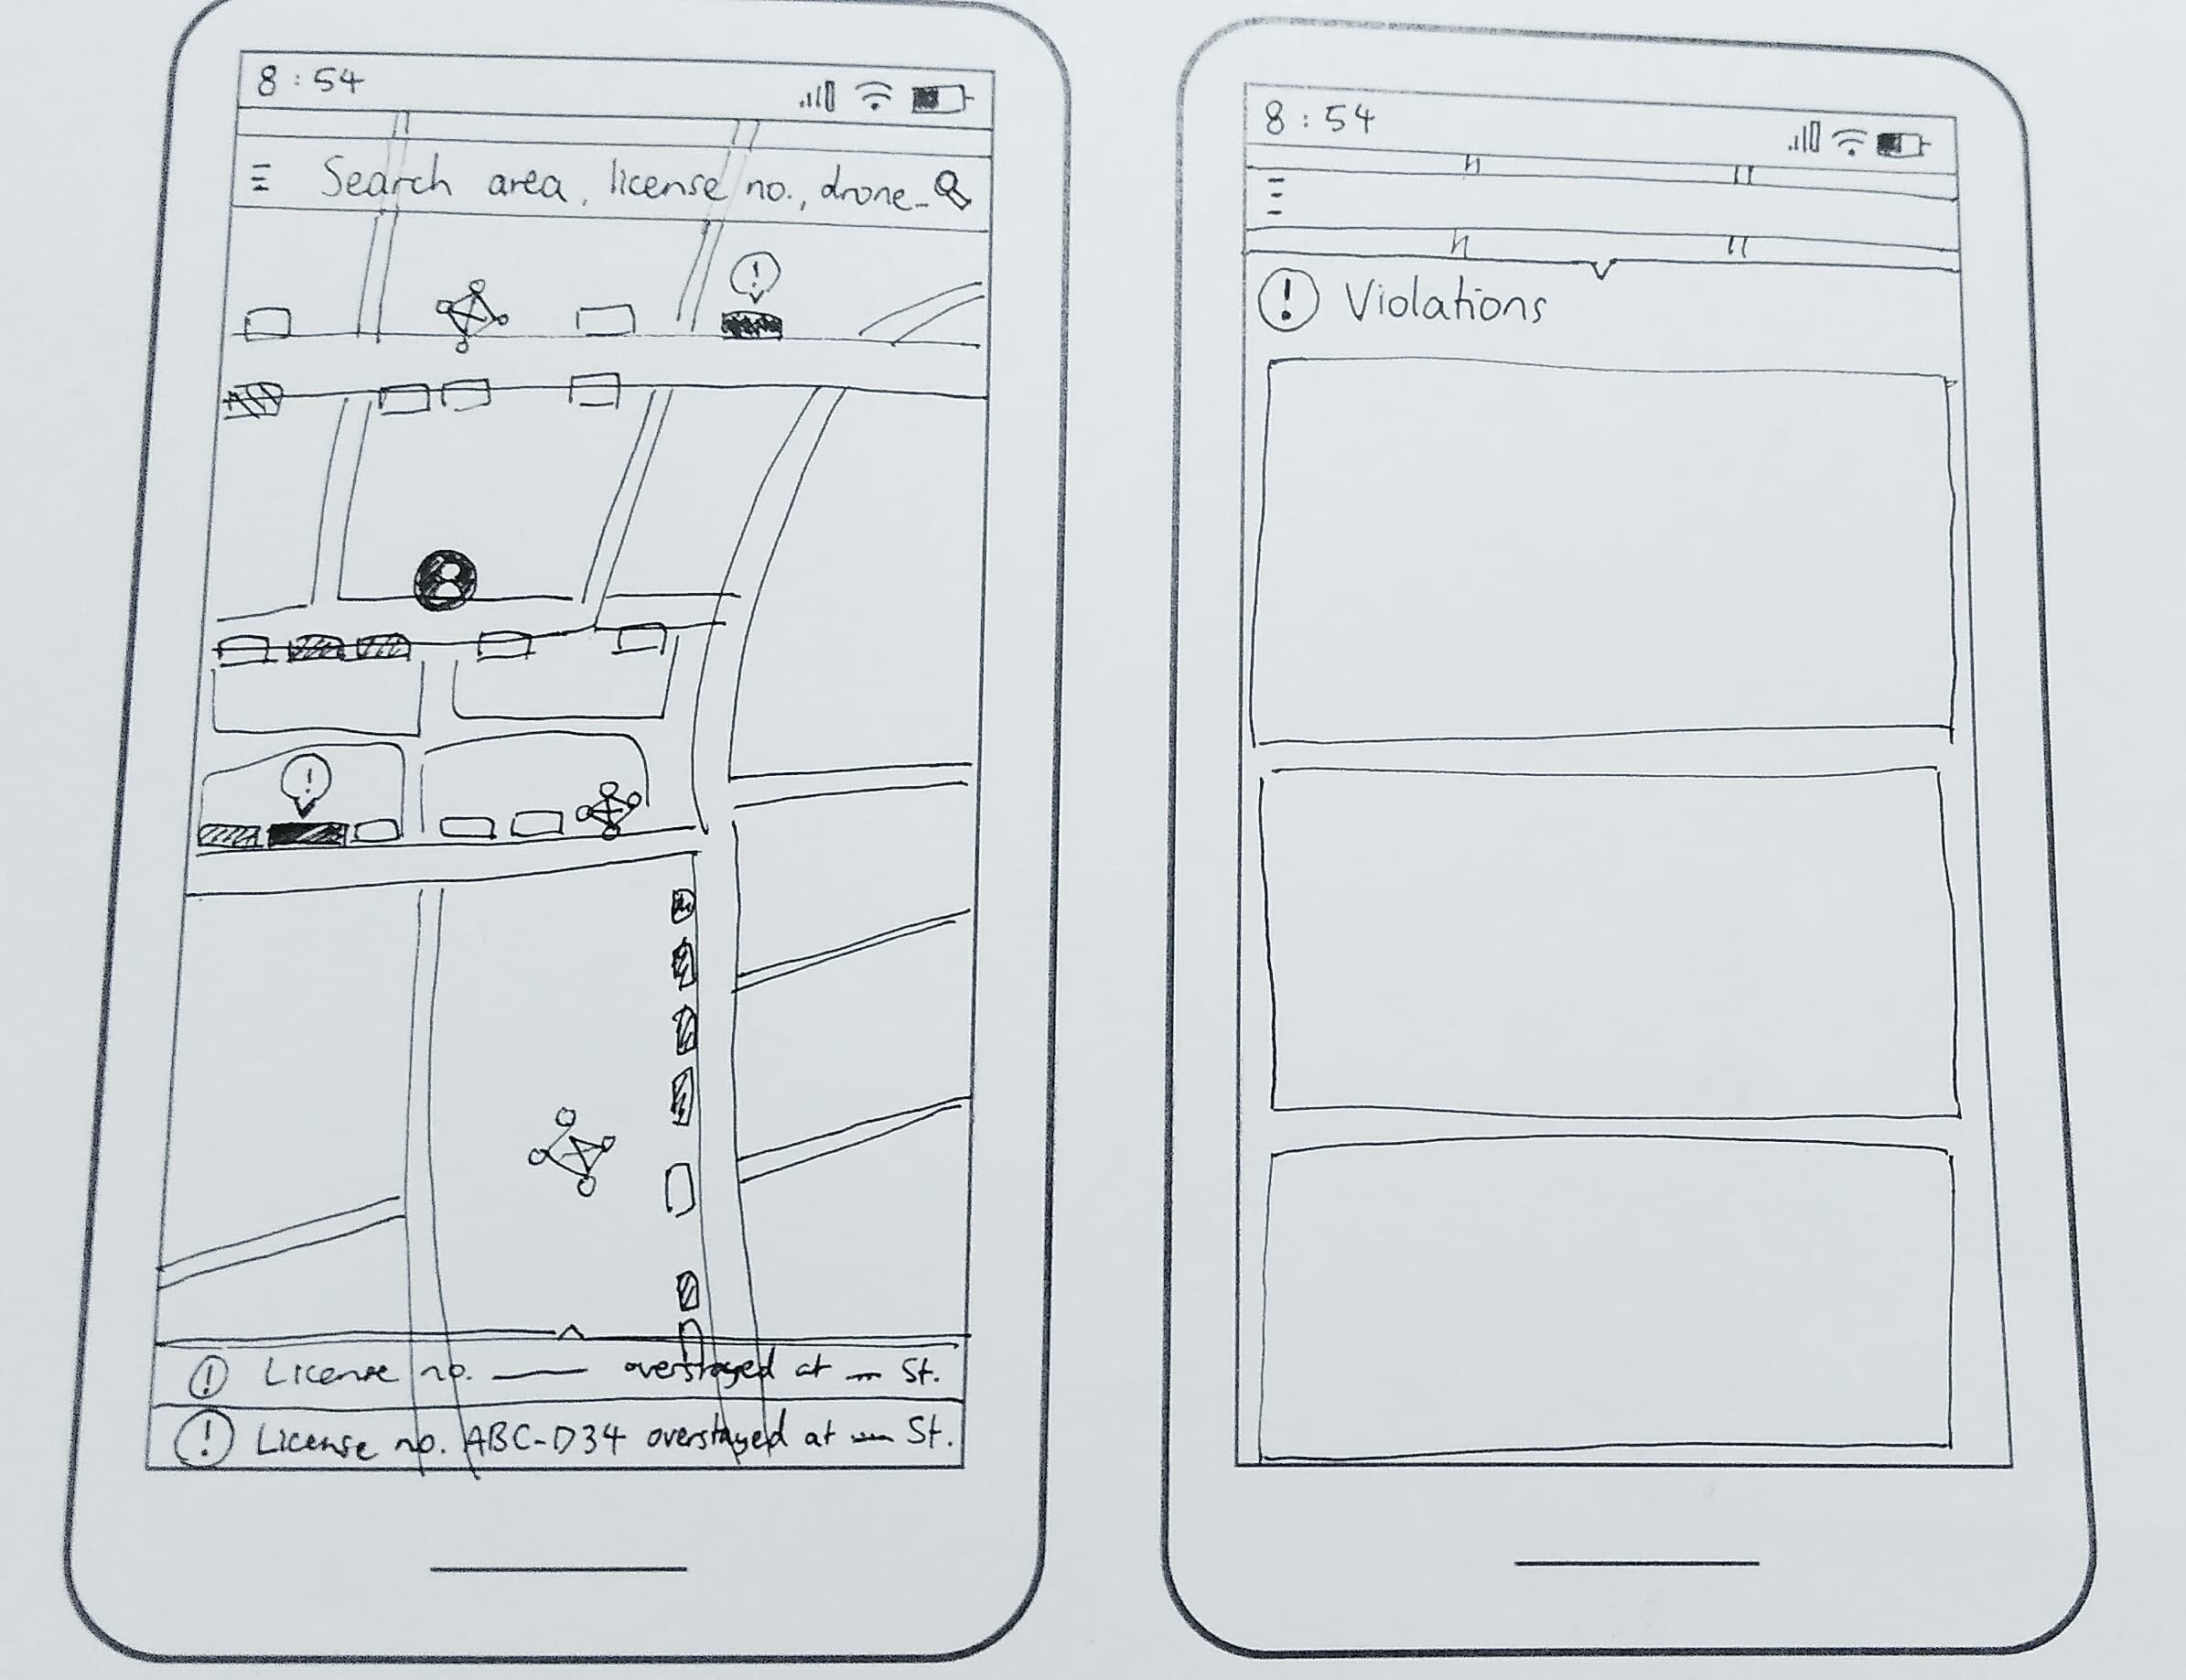 8:54
Search area, license no., drone
!
!
! License no. overstayed at St.
! License no. ABC-D34 overstayed at St.
8:54
! Violations